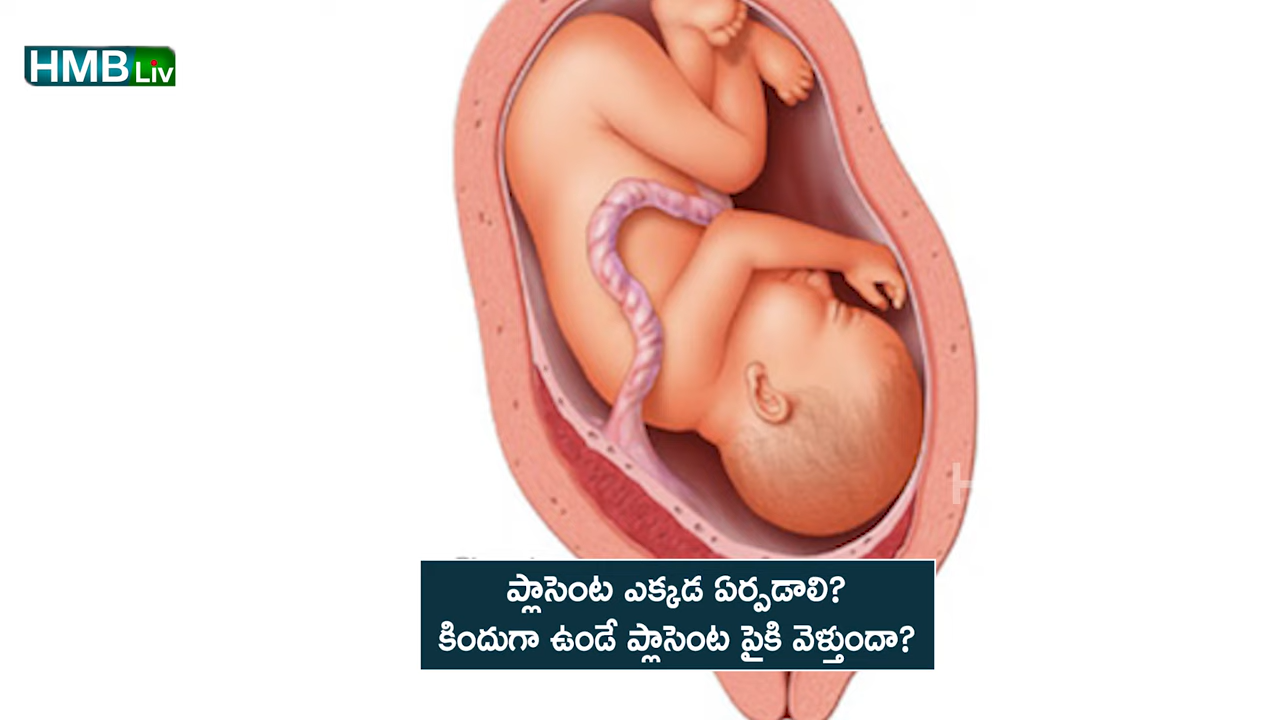 HMB Liv
ప్లాసెంట ఎక్కడ ఏర్పడాలి?
కిందుగా ఉండే ప్లాసెంట పైకి వెళ్తుందా?